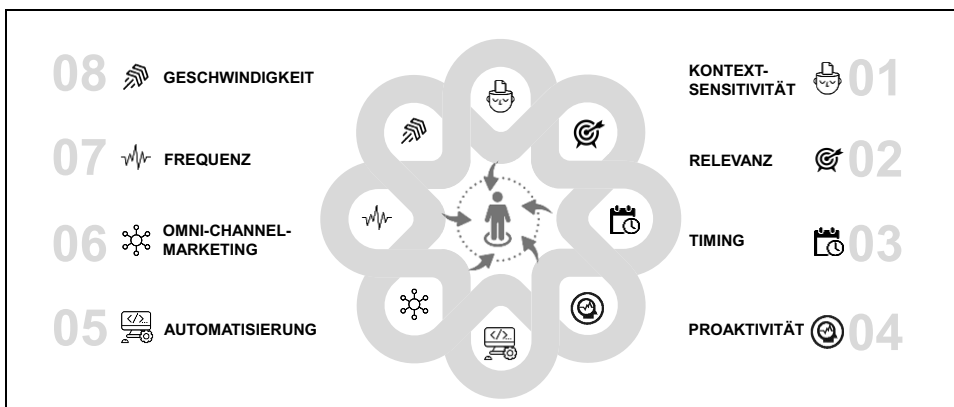 08 GESCHWINDIGKEIT
07 FREQUENZ
06 OMNI-CHANNEL-
MARKETING
05 </>... AUTOMATISIERUNG
</>...
KONTEXT-
SENSITIVITÄT 01
RELEVANZ 02
TIMING 03
PROAKTIVITÄT 04